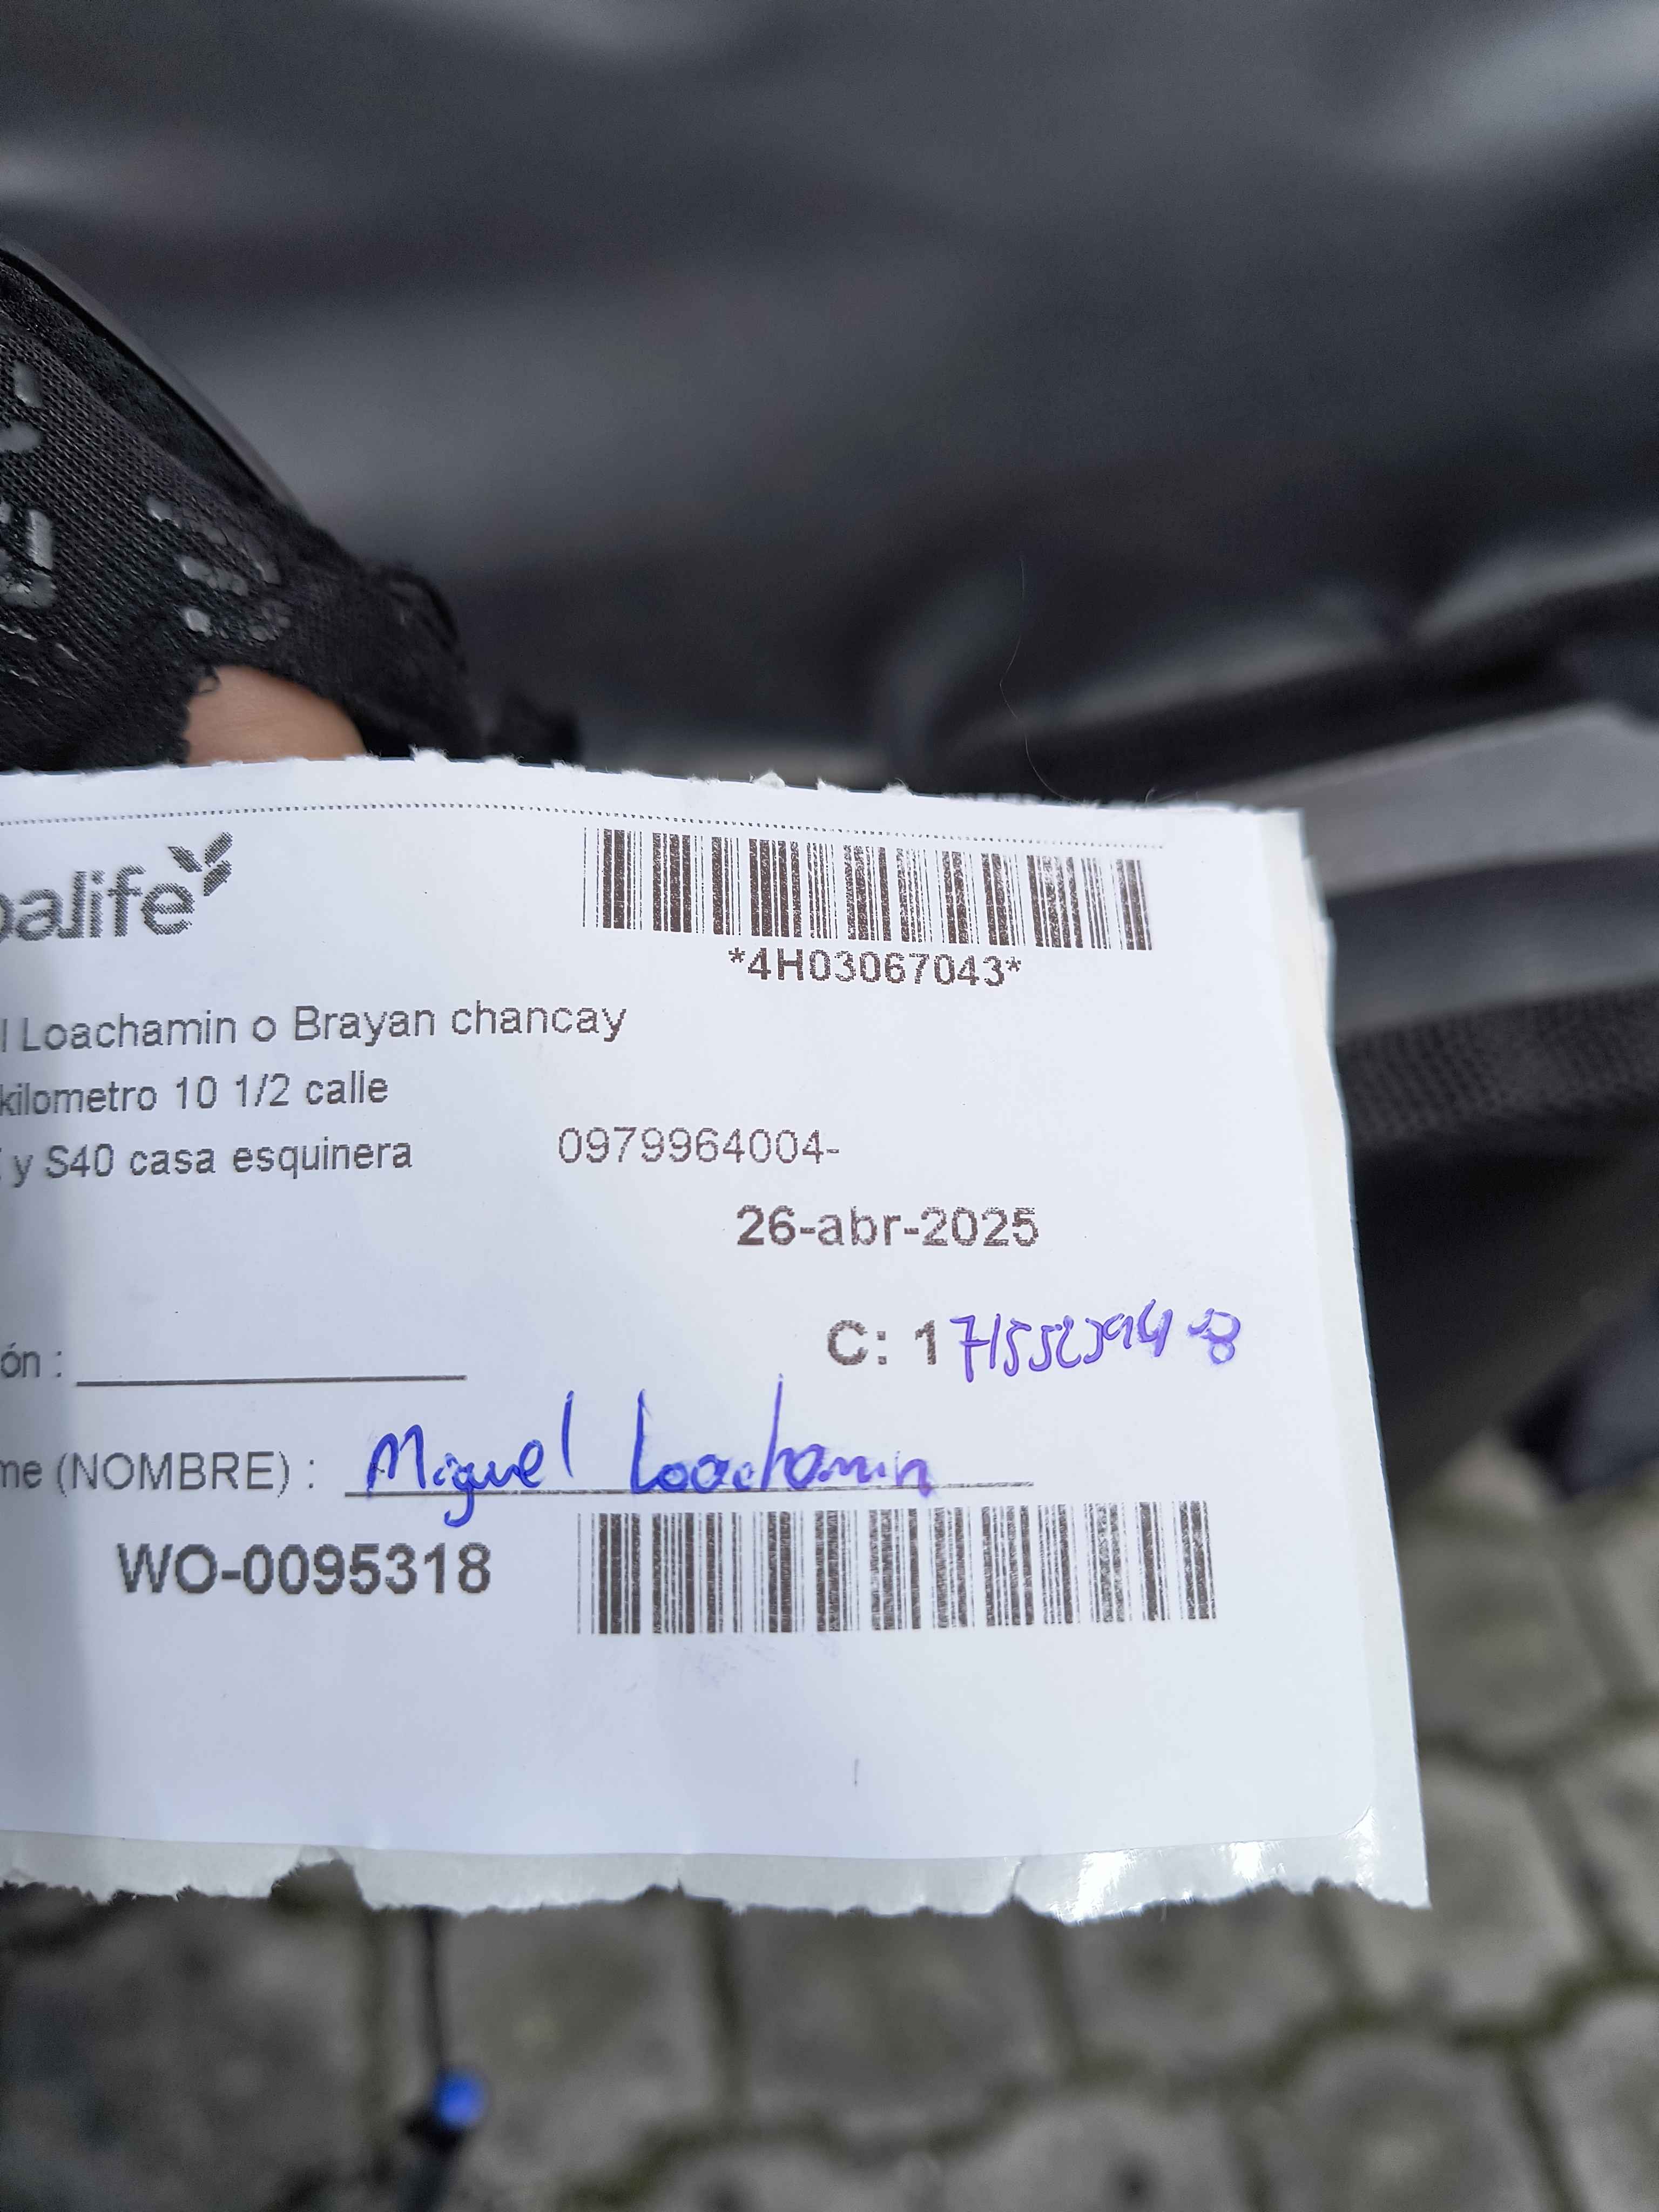 balife
*4H03067043*
l Loachamin o Brayan chancay
kilometro 10 1/2 calle
y S40 casa esquinera 0979964004-
26-abr-2025
C: 1
ón :
me (NOMBRE) : Miguel Loachamin
WO-0095318